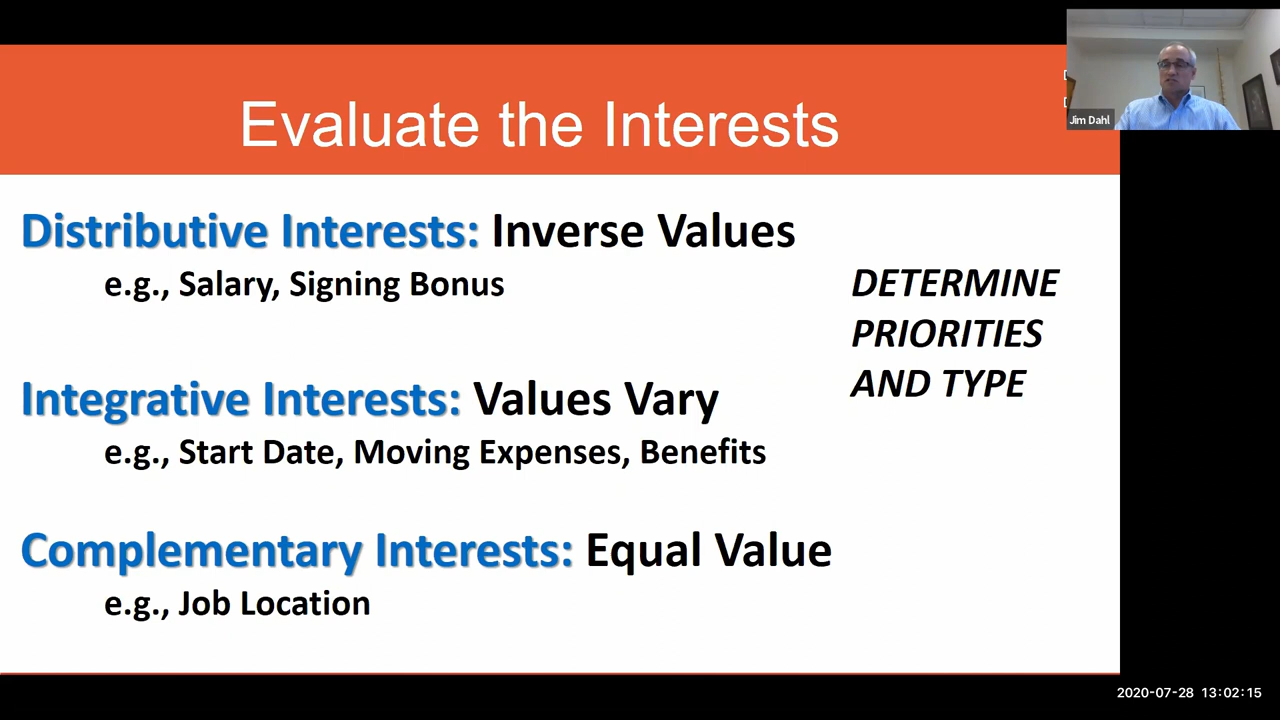 Evaluate the Interests
Jim Dahl
Distributive Interests: Inverse Values
e.g., Salary, Signing Bonus
DETERMINE
PRIORITIES
AND TYPE
Integrative Interests: Values Vary
e.g., Start Date, Moving Expenses, Benefits
Complementary Interests: Equal Value
e.g., Job Location
2020-07-28 13:02:15